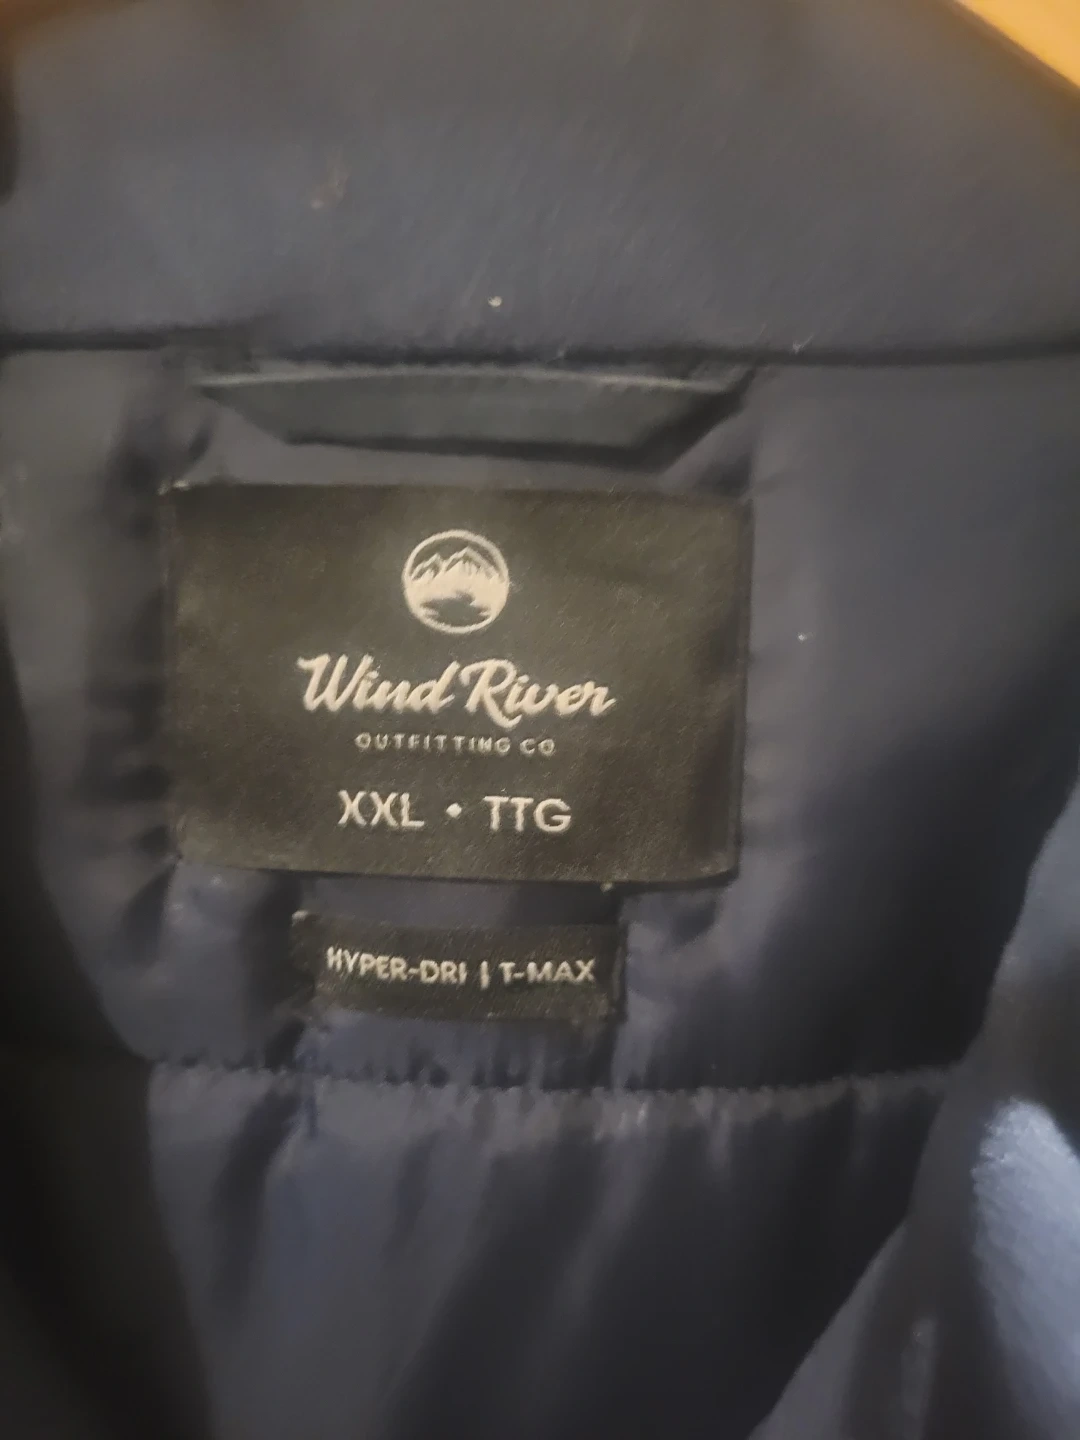 Wind River
OUTFITTING CO
XXL • TTG
HYPER-DRI | T-MAX